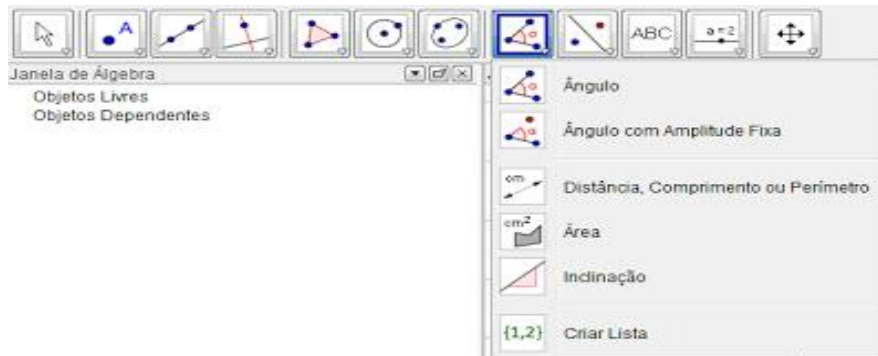 A
α
ABC
a=2
Janela de Álgebra
Objetos Livres
Objetos Dependentes
α
Ângulo
α
Ângulo com Amplitude Fixa
cm
Distância, Comprimento ou Perímetro
cm²
Área
Inclinação
{1,2}
Criar Lista